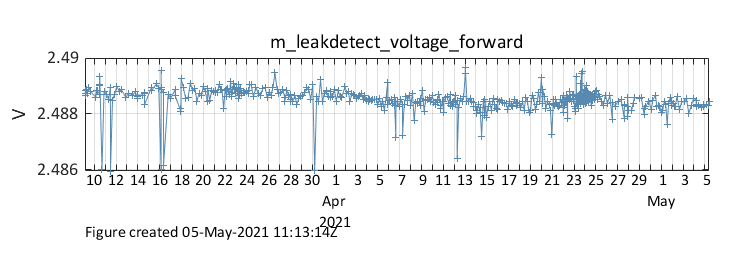 m_leakdetect_voltage_forward
2.49
2.488
2.486
V
10 12 14 16 18 20 22 24 26 28 30 1 3 5 7 9 11 13 15 17 19 21 23 25 27 29 1 3 5
Apr May
2021
Figure created 05-May-2021 11:13:14Z